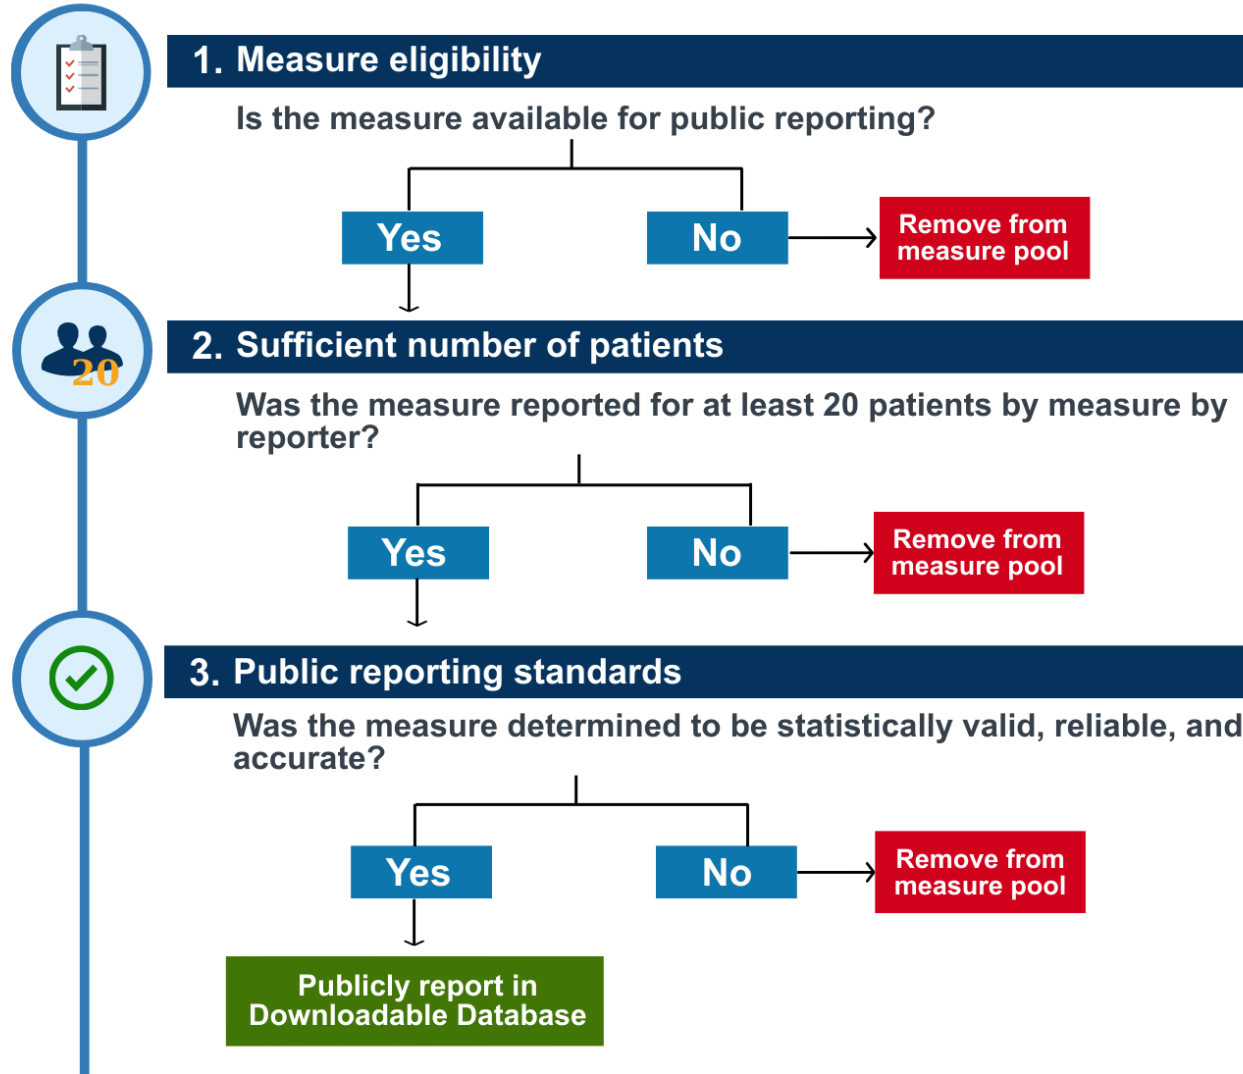 1. Measure eligibility
Is the measure available for public reporting?
Yes
No
Remove from
measure pool
20
2. Sufficient number of patients
Was the measure reported for at least 20 patients by measure by
reporter?
Yes
No
Remove from
measure pool
3. Public reporting standards
Was the measure determined to be statistically valid, reliable, and
accurate?
Yes
No
Remove from
measure pool
Publicly report in
Downloadable Database